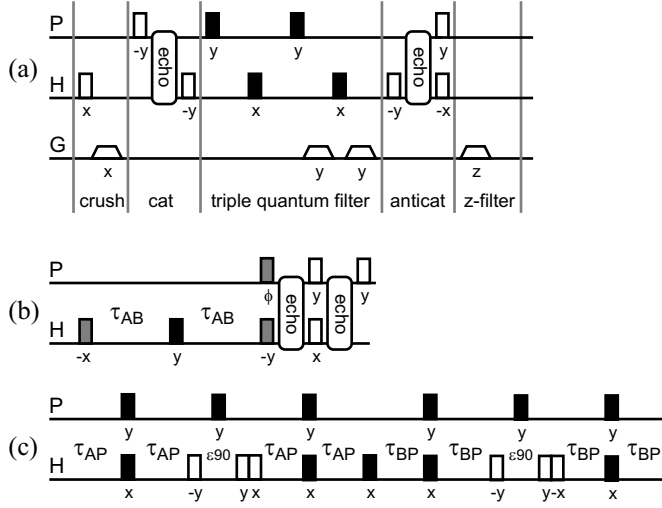 (a)
P
-y
echo
y
y
echo
y
H
x
-y
x
x
-y
-x
G
x
y
y
z
crush
cat
triple quantum filter
anticat
z-filter
(b)
P
ϕ
echo
y
echo
y
H
τAB
τAB
-x
y
-y
x
(c)
P
y
y
y
y
y
y
H
τAP
τAP
ε90
τAP
τAP
τBP
τBP
ε90
τBP
τBP
x
-y
y x
x
x
x
-y
y -x
x